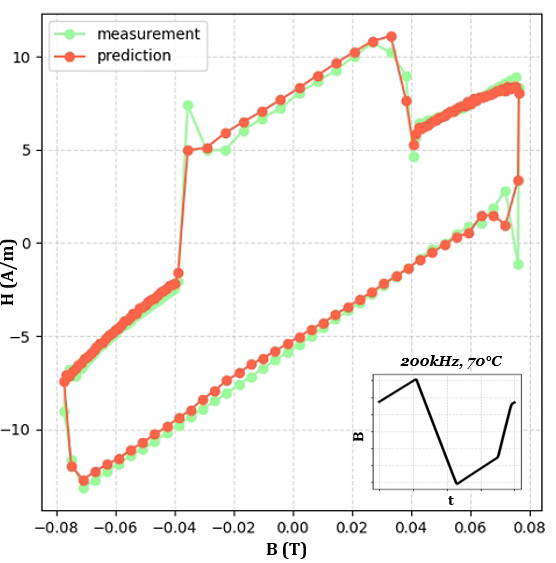 measurement
prediction
10
5
0
−5
−10
H (A/m)
−0.08 −0.06 −0.04 −0.02 0.00 0.02 0.04 0.06 0.08
B (T)
200kHz, 70°C
B
t